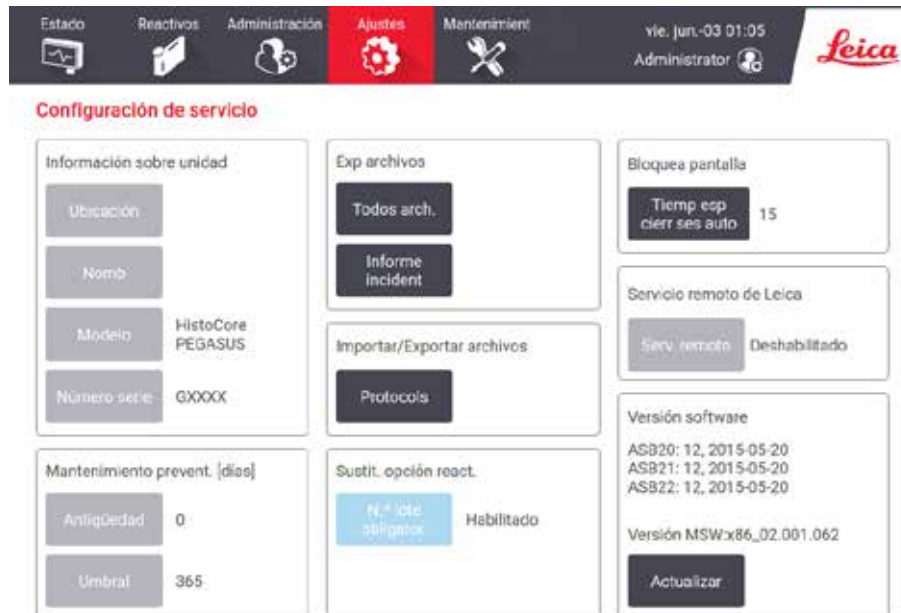 Estado Reactivos Administración Ajustes Mantenimient
vie. jun.-03 01:05
Administrator
Leica
Configuración de servicio
Información sobre unidad
Ubicación
Nomb
Modelo
HistoCore
PEGASUS
Número serie
GXXXX
Mantenimiento prevent. [días]
Antigüedad
0
Umbral
365
Exp archivos
Todos arch.
Informe
incident
Importar/Exportar archivos
Protocols
Sustit. opción react.
N.º lote
obligator
Habilitado
Bloquea pantalla
Tiemp esp
cierr ses auto
15
Servicio remoto de Leica
Serv. remoto
Deshabilitado
Versión software
ASB20: 12, 2015-05-20
ASB21: 12, 2015-05-20
ASB22: 12, 2015-05-20
Versión MSW:x86_02.001.062
Actualizar